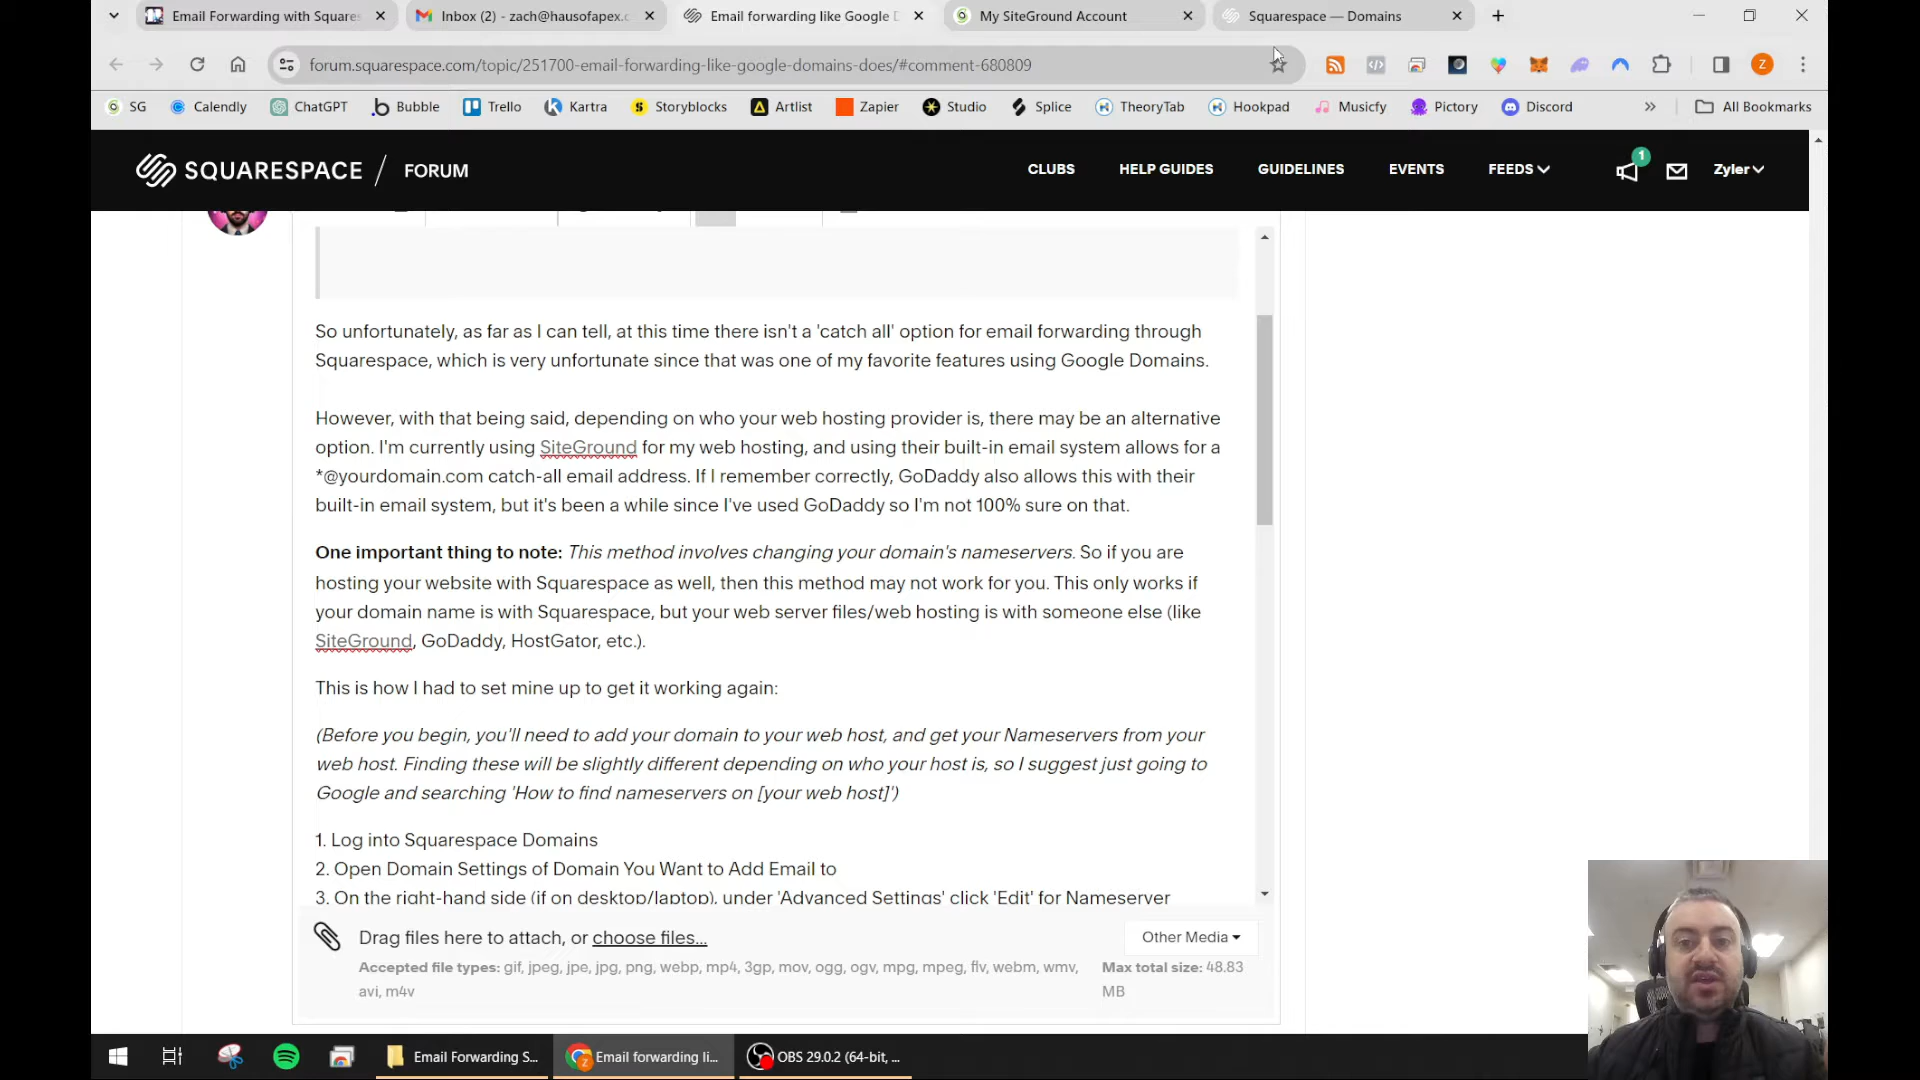 Email Forwarding with Squares
Inbox (2) - zach@hausofapex.c
Email forwarding like Google D
My SiteGround Account
Squarespace — Domains
forum.squarespace.com/topic/251700-email-forwarding-like-google-domains-does/#comment-680809
SG
Calendly
ChatGPT
Bubble
Trello
Kartra
Storyblocks
Artlist
Zapier
Studio
Splice
TheoryTab
Hookpad
Musicfy
Pictory
Discord
All Bookmarks
SQUARESPACE / FORUM
CLUBS
HELP GUIDES
GUIDELINES
EVENTS
FEEDS
1
Zyler
So unfortunately, as far as I can tell, at this time there isn't a 'catch all' option for email forwarding through
Squarespace, which is very unfortunate since that was one of my favorite features using Google Domains.
However, with that being said, depending on who your web hosting provider is, there may be an alternative
option. I'm currently using SiteGround for my web hosting, and using their built-in email system allows for a
*@yourdomain.com catch-all email address. If I remember correctly, GoDaddy also allows this with their
built-in email system, but it's been a while since I've used GoDaddy so I'm not 100% sure on that.
One important thing to note: This method involves changing your domain's nameservers. So if you are
hosting your website with Squarespace as well, then this method may not work for you. This only works if
your domain name is with Squarespace, but your web server files/web hosting is with someone else (like
SiteGround, GoDaddy, HostGator, etc.).
This is how I had to set mine up to get it working again:
(Before you begin, you'll need to add your domain to your web host, and get your Nameservers from your
web host. Finding these will be slightly different depending on who your host is, so I suggest just going to
Google and searching 'How to find nameservers on [your web host]')
1. Log into Squarespace Domains
2. Open Domain Settings of Domain You Want to Add Email to
3. On the right-hand side (if on desktop/laptop), under 'Advanced Settings' click 'Edit' for Nameserver
Drag files here to attach, or choose files...
Other Media
Accepted file types: gif, jpeg, jpe, jpg, png, webp, mp4, 3gp, mov, ogg, ogv, mpg, mpeg, flv, webm, wmv,
avi, m4v
Max total size: 48.83
MB
Email Forwarding S...
Email forwarding li...
OBS 29.0.2 (64-bit, ...
Z